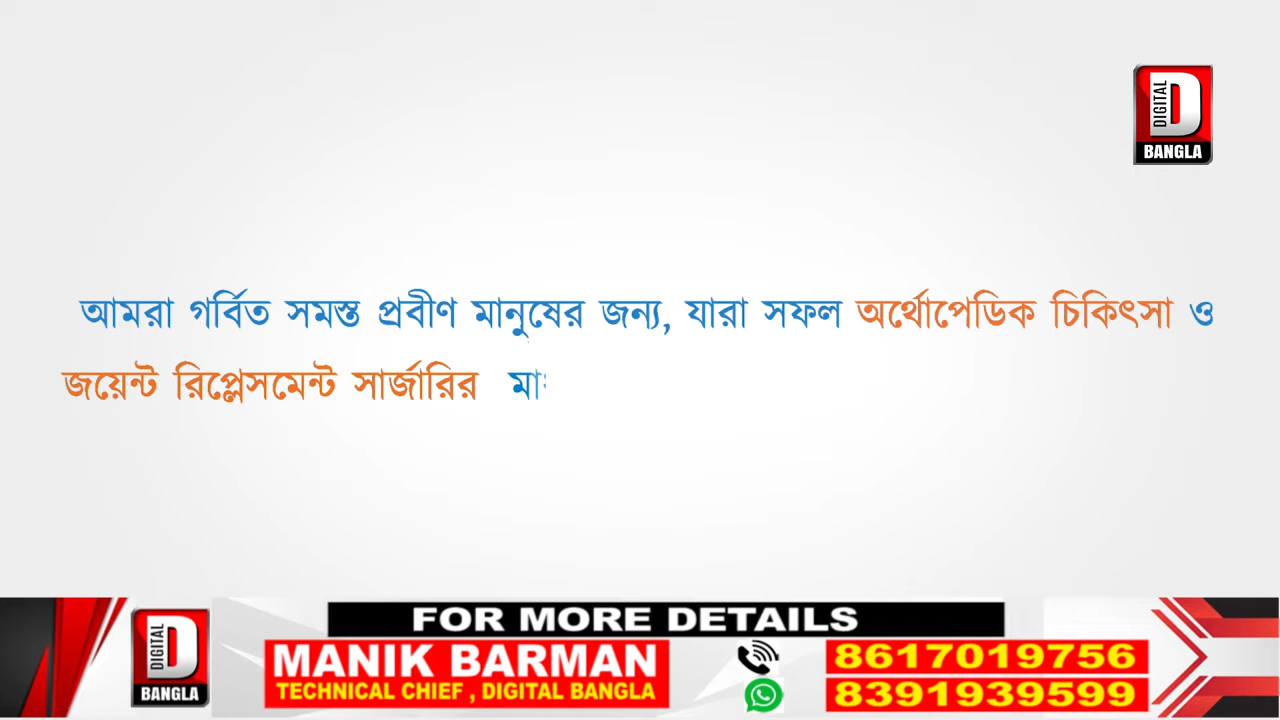 DIGITAL
D
BANGLA
আমরা গর্বিত সমস্ত প্রবীণ মানুষের জন্য, যারা সফল অর্থোপেডিক চিকিৎসা ও
জয়েন্ট রিপ্লেসমেন্ট সার্জারির
FOR MORE DETAILS
DIGITAL
D
BANGLA
MANIK BARMAN
TECHNICAL CHIEF , DIGITAL BANGLA
8617019756
8391939599